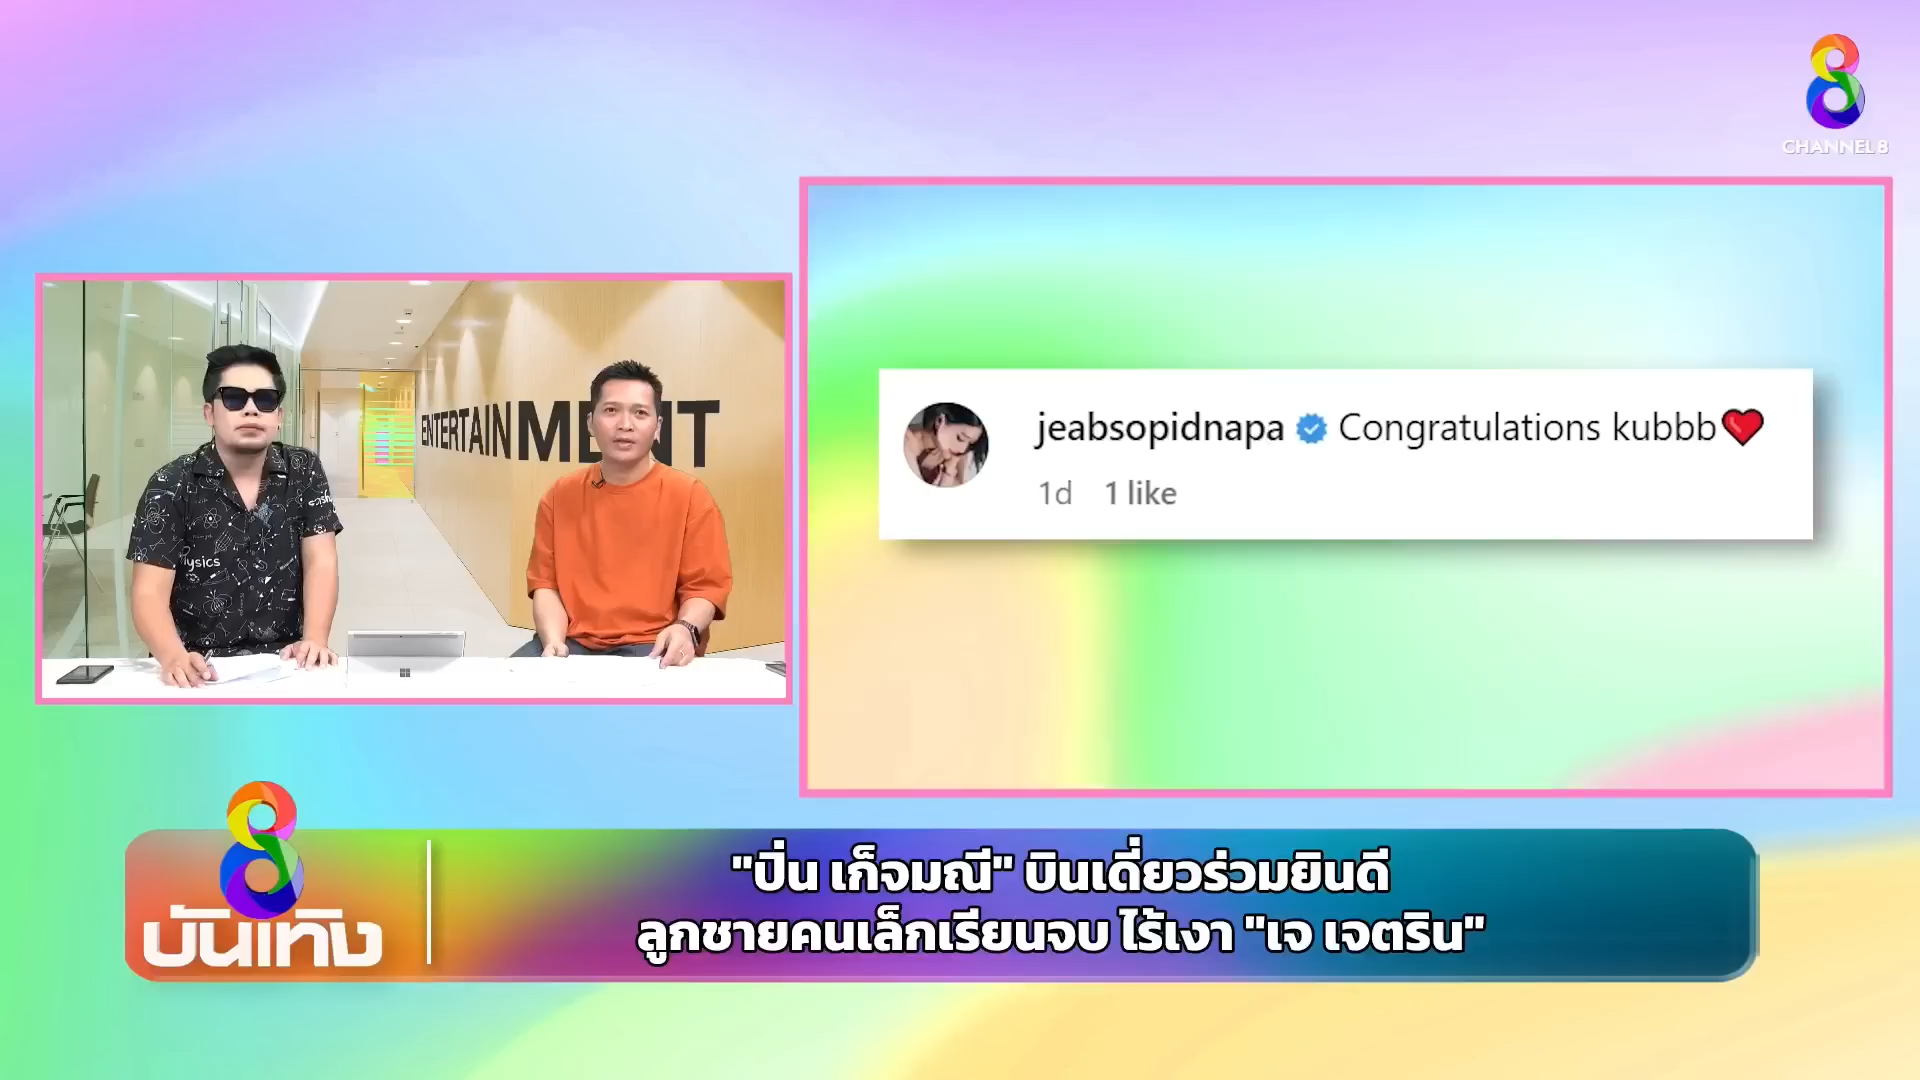 CHANNEL 8
ENTERTAINMENT
jeabsopidnapa Congratulations kubbb❤️
1d 1 like
บันเทิง
"ปิ่น เก็จมณี" บินเดี่ยวร่วมยินดี
ลูกชายคนเล็กเรียนจบ ไร้เงา "เจ เจตริน"